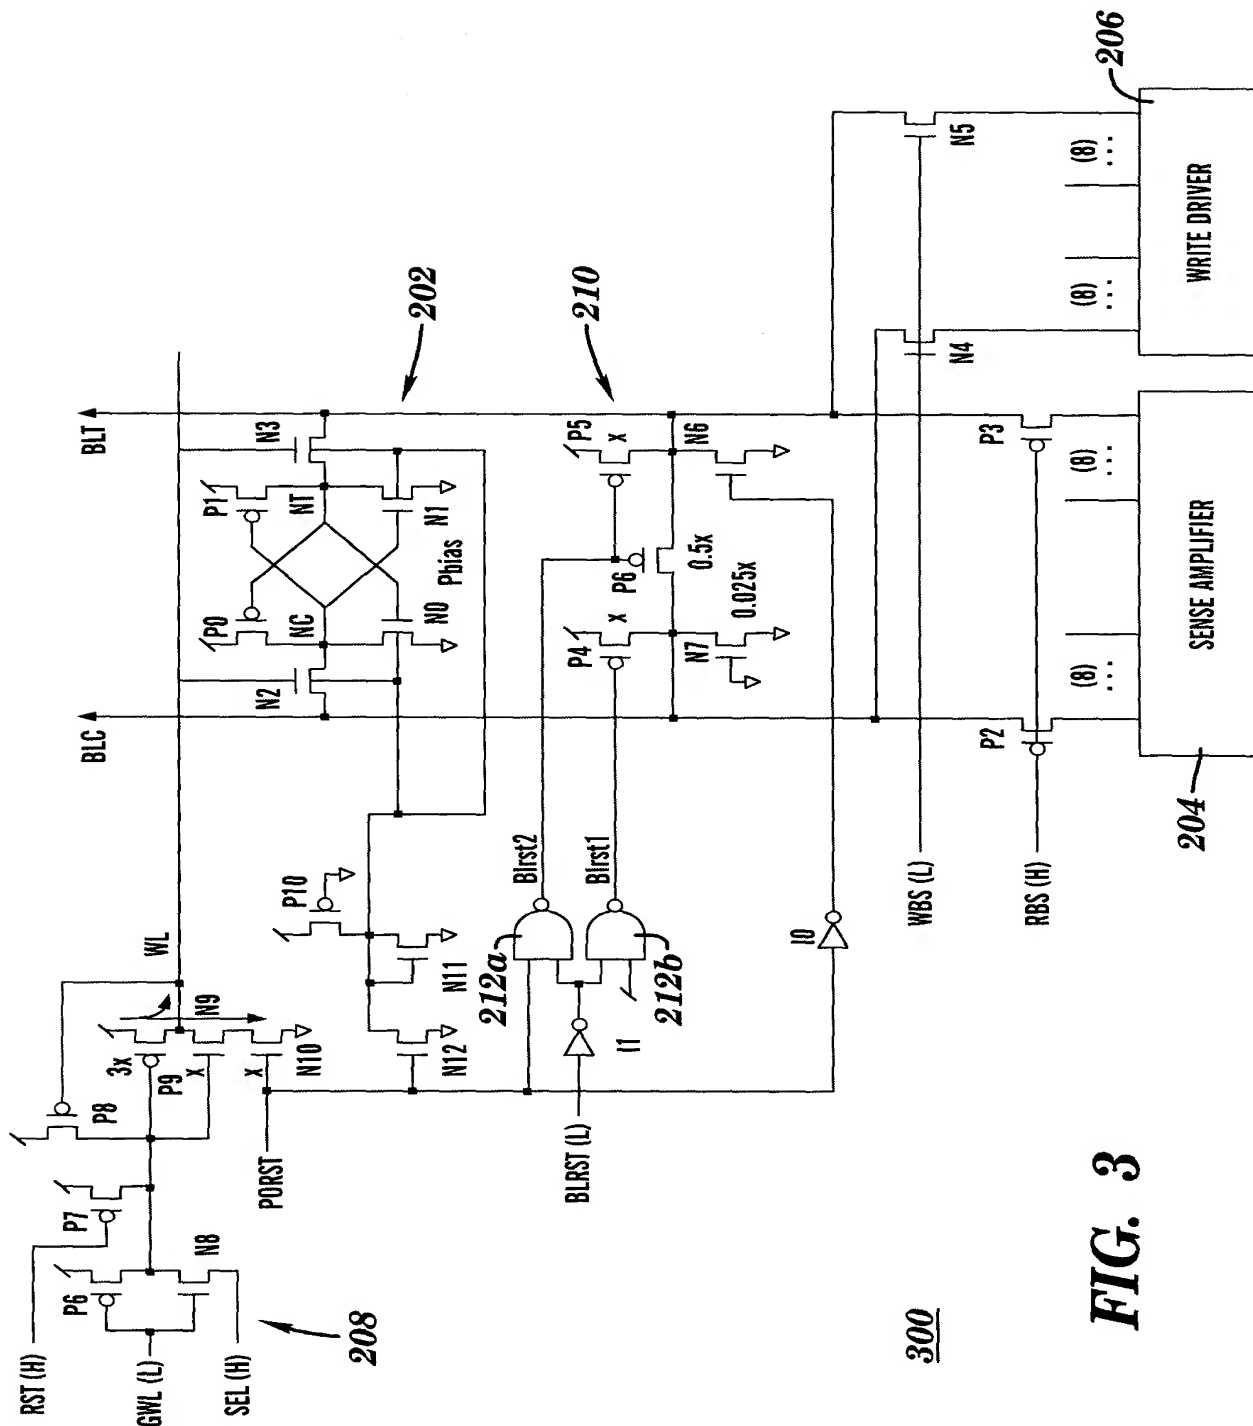 206
N5
(8)
...
(8)
...
WRITE DRIVER
202
210
N4
BLT
N3
P1
NT
N1
Pbias
P0
NC
N0
N2
BLC
P5
x
N6
P6
0.5x
0.025x
P4
x
N7
P3
(8)
...
(8)
...
SENSE AMPLIFIER
P2
204
WL
P10
N11
N12
Blrst2
Blrst1
212a
212b
I1
I0
WBS (L)
RBS (H)
N9
3x
P9
x
x
N10
P8
PORST
BLRST (L)
P7
P6
N8
RST (H)
GWL (L)
SEL (H)
208
300
FIG. 3